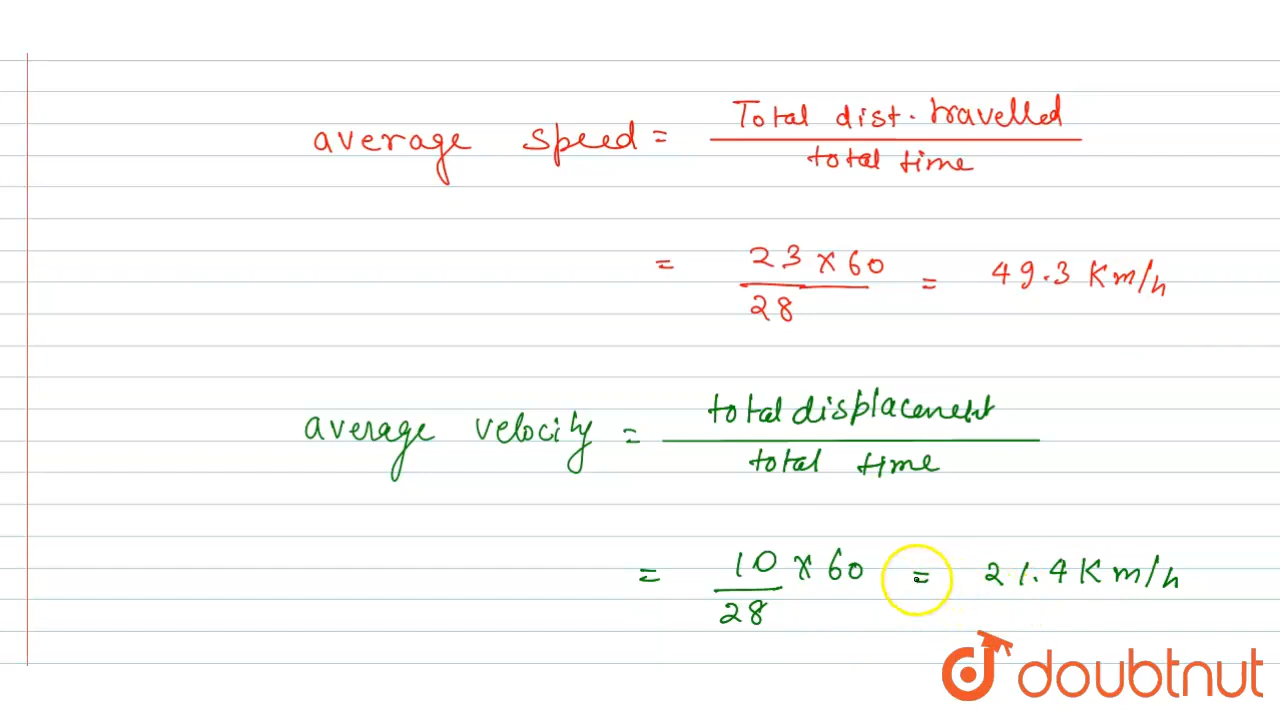 average speed = Total dist. travelled / total time
= 23 x 60 / 28 = 49.3 Km/h
average velocity = total displacement / total time
= 10 / 28 x 60 = 21.4 Km/h
doubtnut